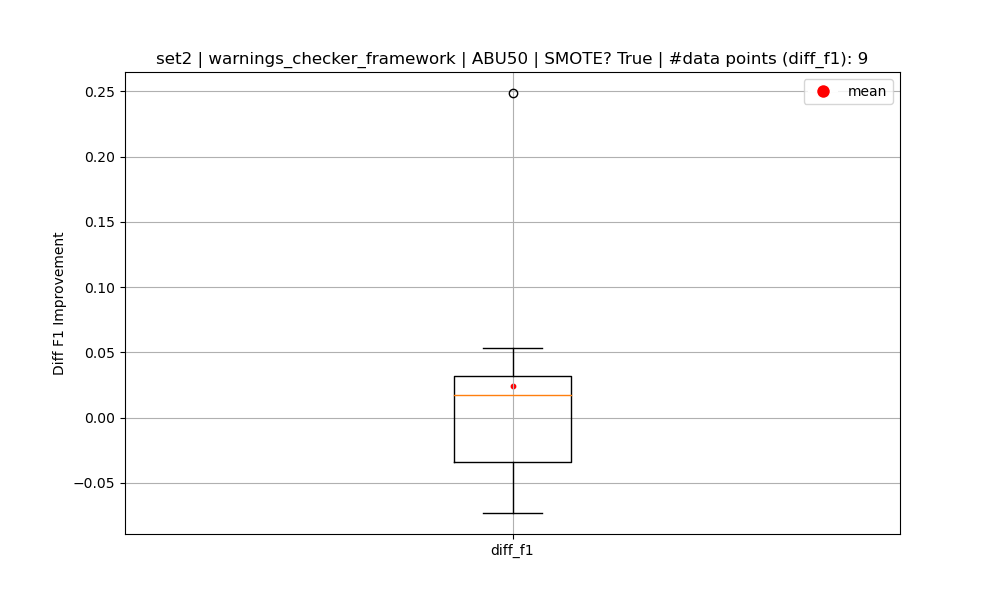 set2 | warnings_checker_framework | ABU50 | SMOTE? True | #data points (diff_f1): 9
mean
0.25
0.20
0.15
0.10
0.05
0.00
−0.05
Diff F1 Improvement
diff_f1